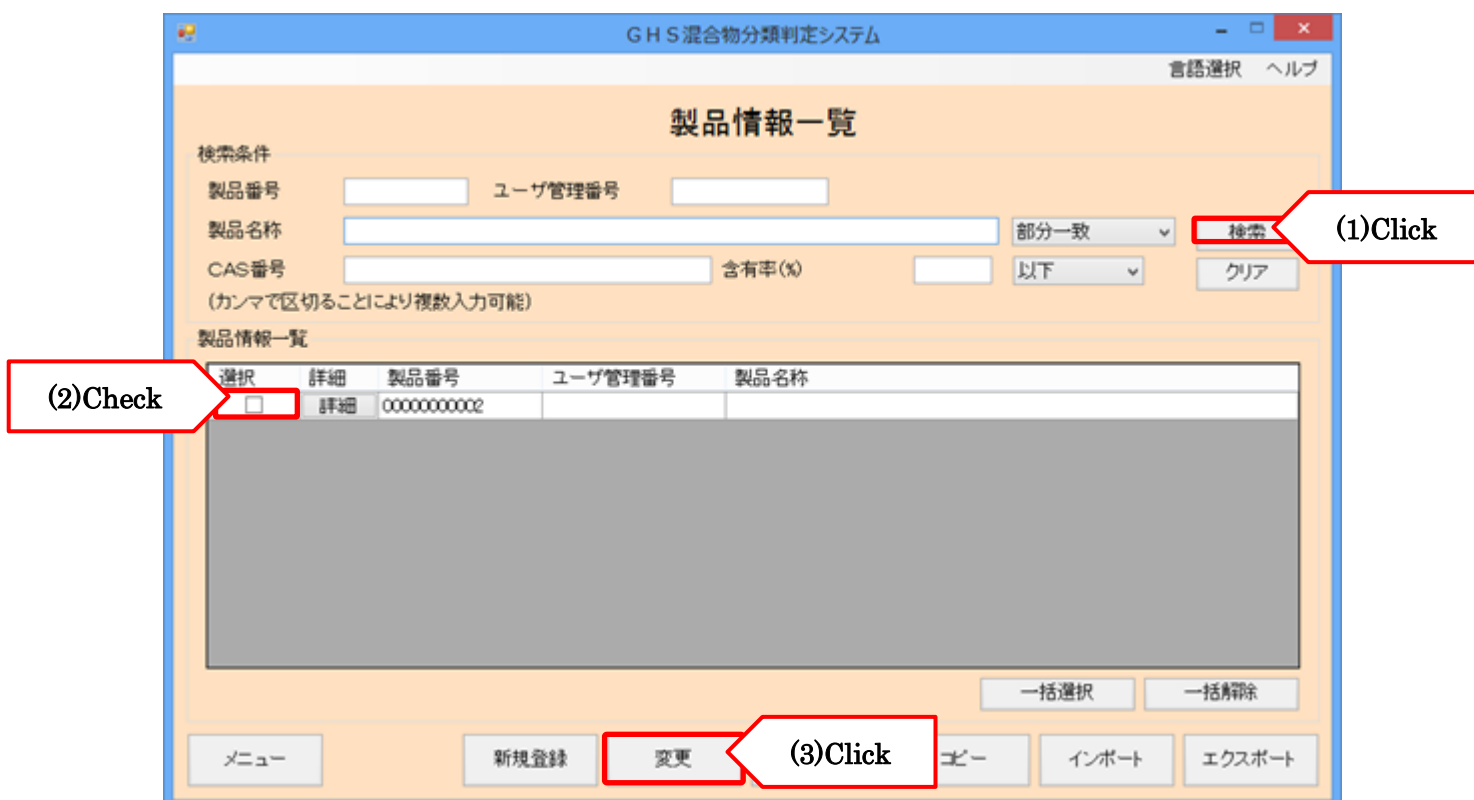 GHS混合物分類判定システム
言語選択 ヘルプ
製品情報一覧
検索条件
製品番号 ユーザ管理番号
製品名称 部分一致 検索
(1)Click
CAS番号 含有率(%) 以下 クリア
(カンマで区切ることにより複数入力可能)
製品情報一覧
選択 詳細 製品番号 ユーザ管理番号 製品名称
(2)Check
詳細 00000000002
一括選択 一括解除
メニュー 新規登録 変更 (3)Click コピー インポート エクスポート